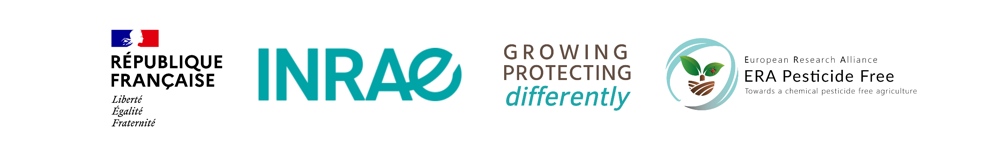 RÉPUBLIQUE
FRANÇAISE
Liberté
Égalité
Fraternité
INRAE
GROWING
PROTECTING
differently
European Research Alliance
ERA Pesticide Free
Towards a chemical pesticide free agriculture